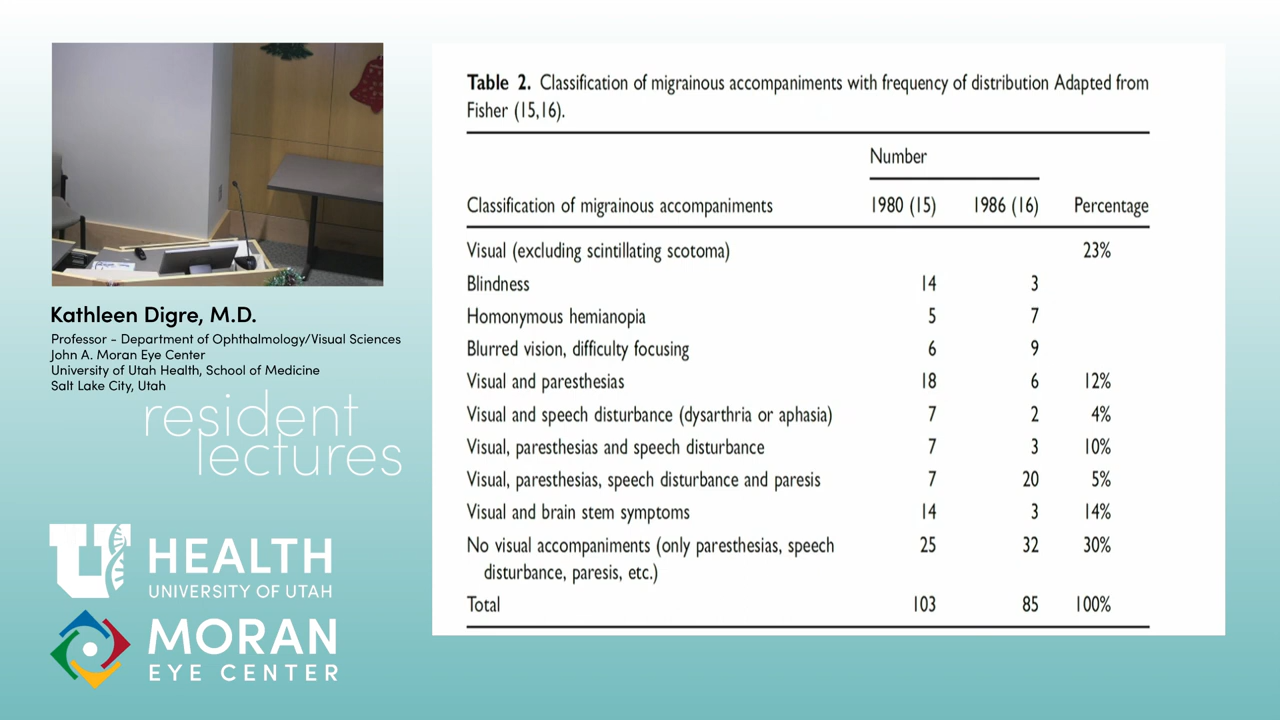 Kathleen Digre, M.D.
Professor - Department of Ophthalmology/Visual Sciences
John A. Moran Eye Center
University of Utah Health, School of Medicine
Salt Lake City, Utah
resident
lectures
U
HEALTH
UNIVERSITY OF UTAH
MORAN
EYE CENTER
Table 2. Classification of migrainous accompaniments with frequency of distribution Adapted from
Fisher (15,16).
Number
Classification of migrainous accompaniments 1980 (15) 1986 (16) Percentage
Visual (excluding scintillating scotoma) 23%
Blindness 14 3
Homonymous hemianopia 5 7
Blurred vision, difficulty focusing 6 9
Visual and paresthesias 18 6 12%
Visual and speech disturbance (dysarthria or aphasia) 7 2 4%
Visual, paresthesias and speech disturbance 7 3 10%
Visual, paresthesias, speech disturbance and paresis 7 20 5%
Visual and brain stem symptoms 14 3 14%
No visual accompaniments (only paresthesias, speech 25 32 30%
disturbance, paresis, etc.)
Total 103 85 100%